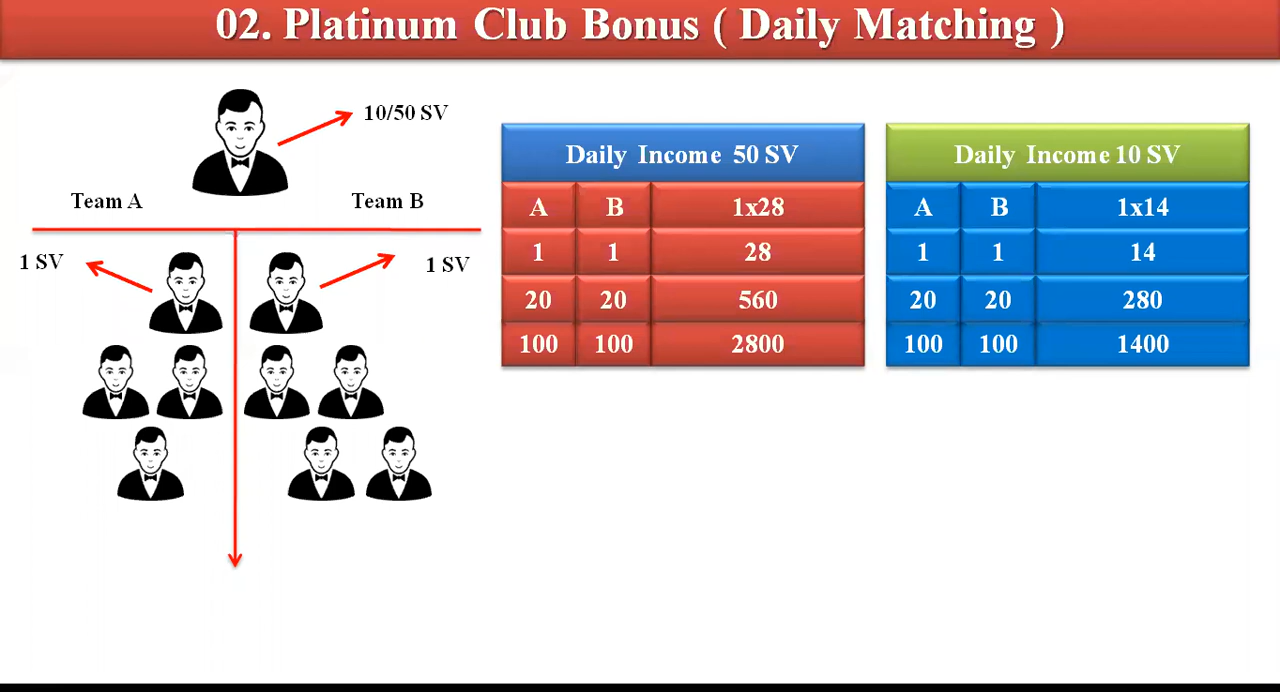 02. Platinum Club Bonus ( Daily Matching )
10/50 SV
Team A
Team B
1 SV
1 SV
Daily Income 50 SV
A B 1x28
1 1 28
20 20 560
100 100 2800
Daily Income 10 SV
A B 1x14
1 1 14
20 20 280
100 100 1400